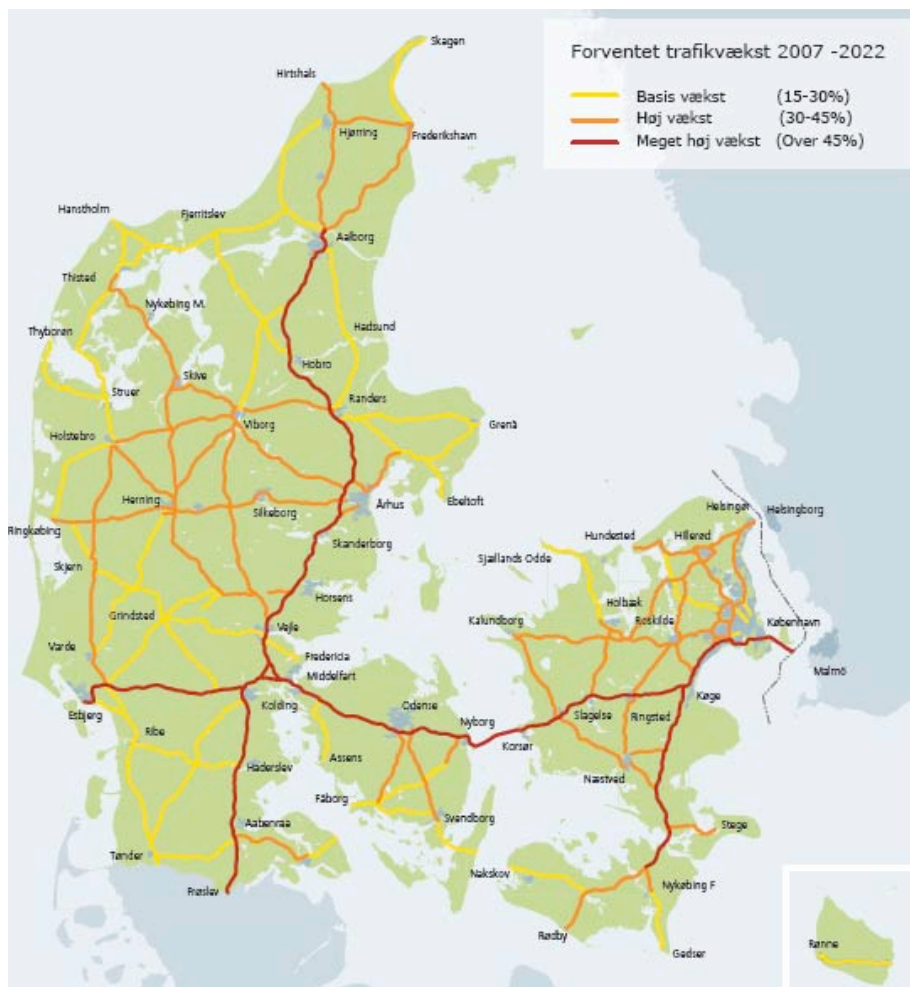 Forventet trafikvækst 2007 -2022
Basis vækst (15-30%)
Høj vækst (30-45%)
Meget høj vækst (Over 45%)
Skagen
Hirtshals
Hjørring
Frederikshavn
Hanstholm
Fjerritslev
Aalborg
Thisted
Nykøbing M.
Thyborøn
Hadsund
Hobro
Skive
Struer
Randers
Viborg
Grenå
Holstebro
Herning
Silkeborg
Århus
Ebeltoft
Ringkøbing
Skanderborg
Skjern
Horsens
Grindsted
Vejle
Varde
Fredericia
Middelfart
Esbjerg
Kolding
Odense
Nyborg
Ribe
Haderslev
Assens
Fåborg
Svendborg
Aabenraa
Tønder
Frøslev
Helsingør
Helsingborg
Hundested
Hillerød
Sjællands Odde
Holbæk
Kalundborg
Roskilde
København
Malmö
Køge
Slagelse
Ringsted
Korsør
Næstved
Stege
Nakskov
Nykøbing F
Rødby
Gedser
Rønne